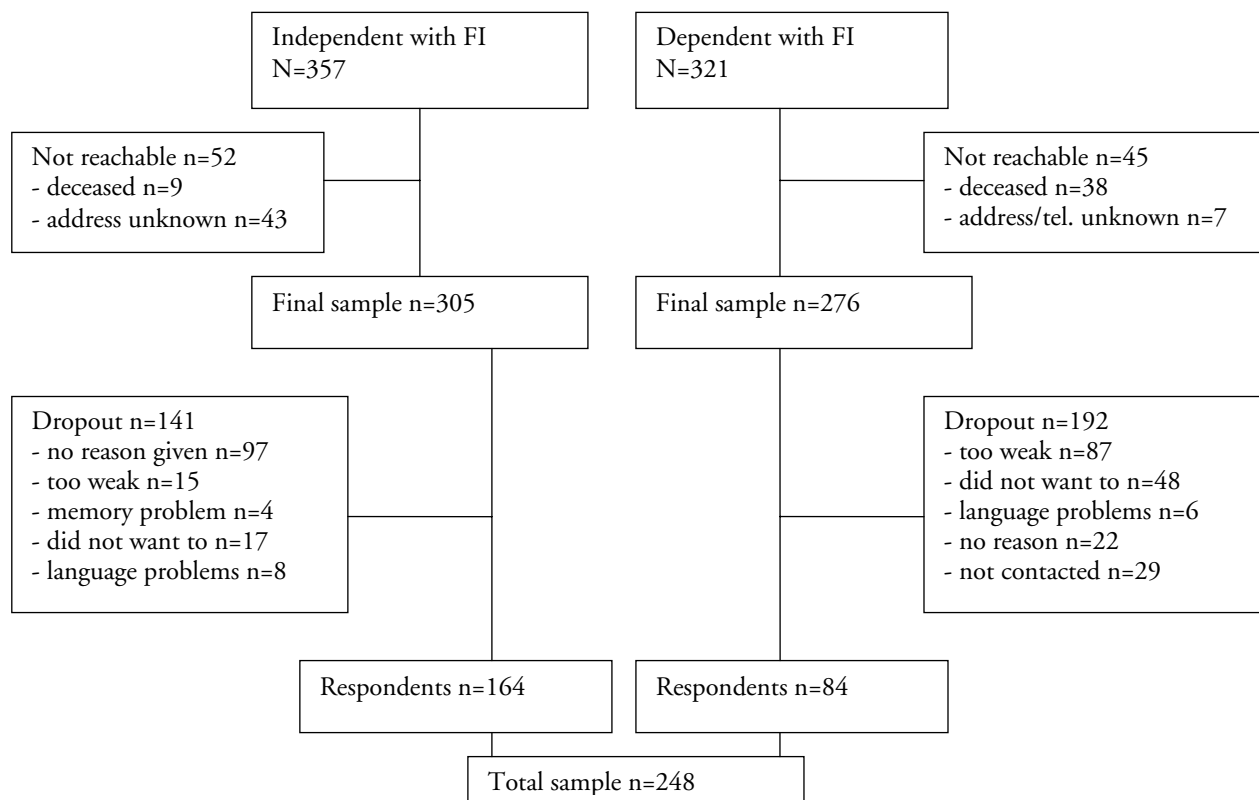 Independent with FI
N=357
Dependent with FI
N=321
Not reachable n=52
- deceased n=9
- address unknown n=43
Not reachable n=45
- deceased n=38
- address/tel. unknown n=7
Final sample n=305
Final sample n=276
Dropout n=141
- no reason given n=97
- too weak n=15
- memory problem n=4
- did not want to n=17
- language problems n=8
Dropout n=192
- too weak n=87
- did not want to n=48
- language problems n=6
- no reason n=22
- not contacted n=29
Respondents n=164
Respondents n=84
Total sample n=248